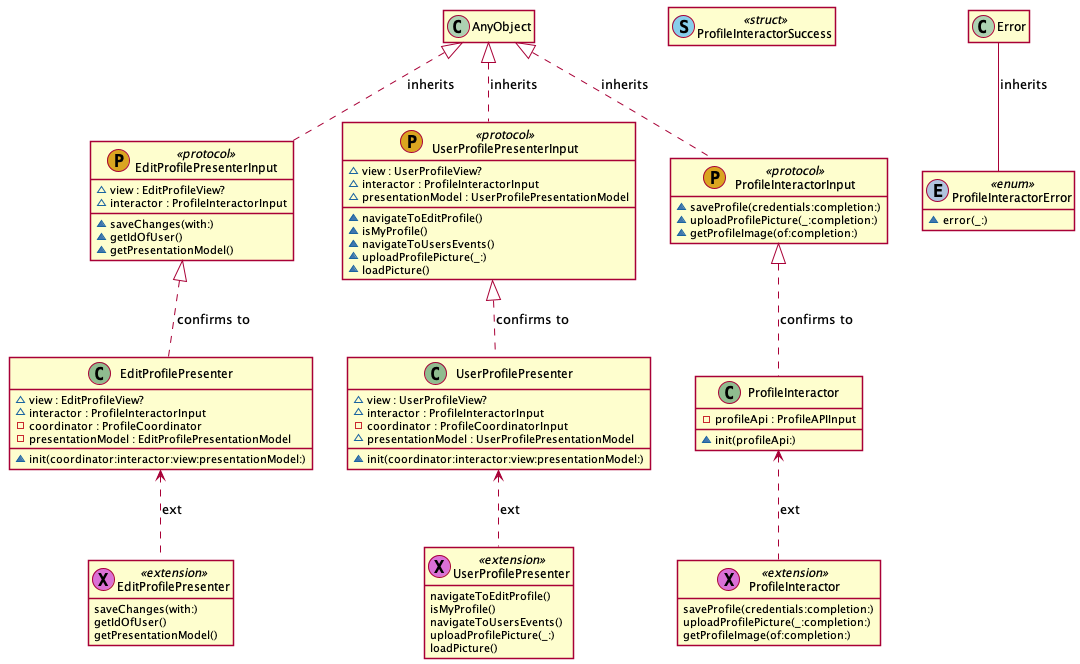 C AnyObject
S «struct»
ProfileInteractorSuccess
C Error
inherits
inherits
inherits
inherits
P «protocol»
EditProfilePresenterInput
view : EditProfileView?
interactor : ProfileInteractorInput
saveChanges(with:)
getIdOfUser()
getPresentationModel()
P «protocol»
UserProfilePresenterInput
view : UserProfileView?
interactor : ProfileInteractorInput
presentationModel : UserProfilePresentationModel
navigateToEditProfile()
isMyProfile()
navigateToUsersEvents()
uploadProfilePicture(_:)
loadPicture()
P «protocol»
ProfileInteractorInput
saveProfile(credentials:completion:)
uploadProfilePicture(_:completion:)
getProfileImage(of:completion:)
E «enum»
ProfileInteractorError
error(_:)
confirms to
confirms to
confirms to
C EditProfilePresenter
view : EditProfileView?
interactor : ProfileInteractorInput
coordinator : ProfileCoordinator
presentationModel : EditProfilePresentationModel
init(coordinator:interactor:view:presentationModel:)
C UserProfilePresenter
view : UserProfileView?
interactor : ProfileInteractorInput
coordinator : ProfileCoordinatorInput
presentationModel : UserProfilePresentationModel
init(coordinator:interactor:view:presentationModel:)
C ProfileInteractor
profileApi : ProfileAPIInput
init(profileApi:)
ext
ext
ext
X «extension»
EditProfilePresenter
saveChanges(with:)
getIdOfUser()
getPresentationModel()
X «extension»
UserProfilePresenter
navigateToEditProfile()
isMyProfile()
navigateToUsersEvents()
uploadProfilePicture(_:)
loadPicture()
X «extension»
ProfileInteractor
saveProfile(credentials:completion:)
uploadProfilePicture(_:completion:)
getProfileImage(of:completion:)